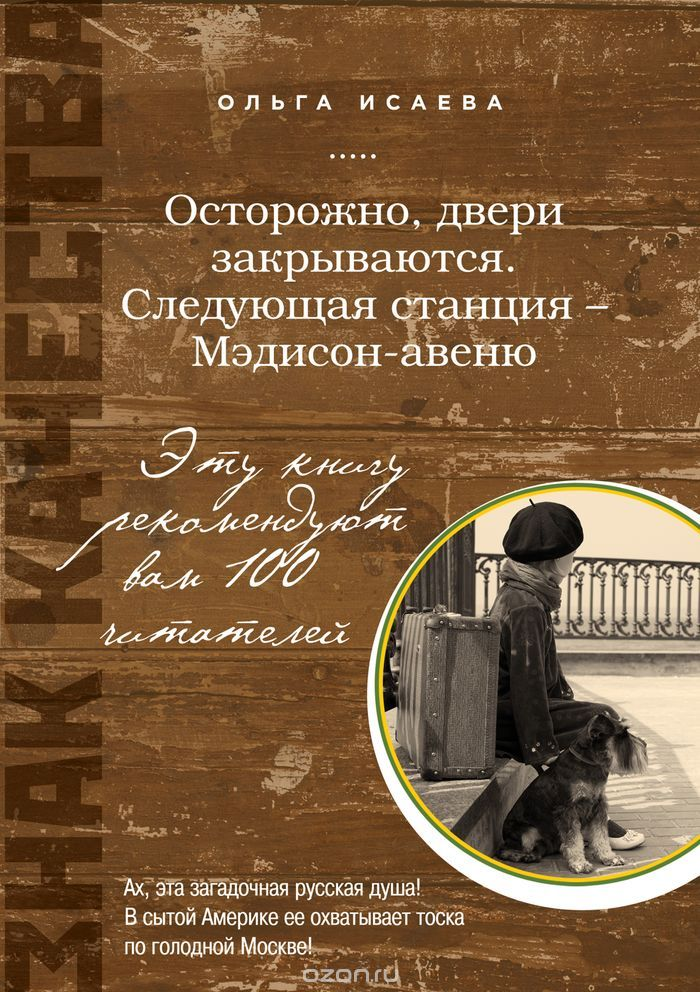 ОЛЬГА ИСАЕВА
Осторожно, двери
закрываются.
Следующая станция –
Мэдисон-авеню
Эту книгу
рекомендуют
вам 100
читателей
ЗНАК КАЧЕСТВА
Ах, эта загадочная русская душа!
В сытой Америке ее охватывает тоска
по голодной Москве!
ozon.ru